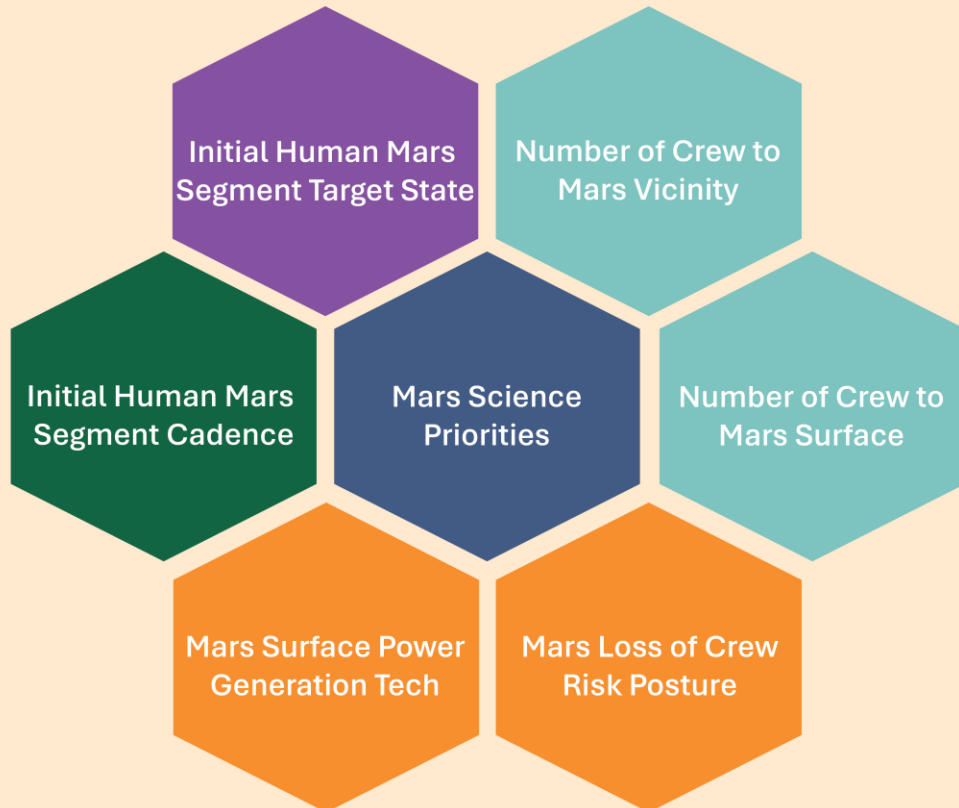 Initial Human Mars
Segment Target State
Number of Crew to
Mars Vicinity
Initial Human Mars
Segment Cadence
Mars Science
Priorities
Number of Crew to
Mars Surface
Mars Surface Power
Generation Tech
Mars Loss of Crew
Risk Posture